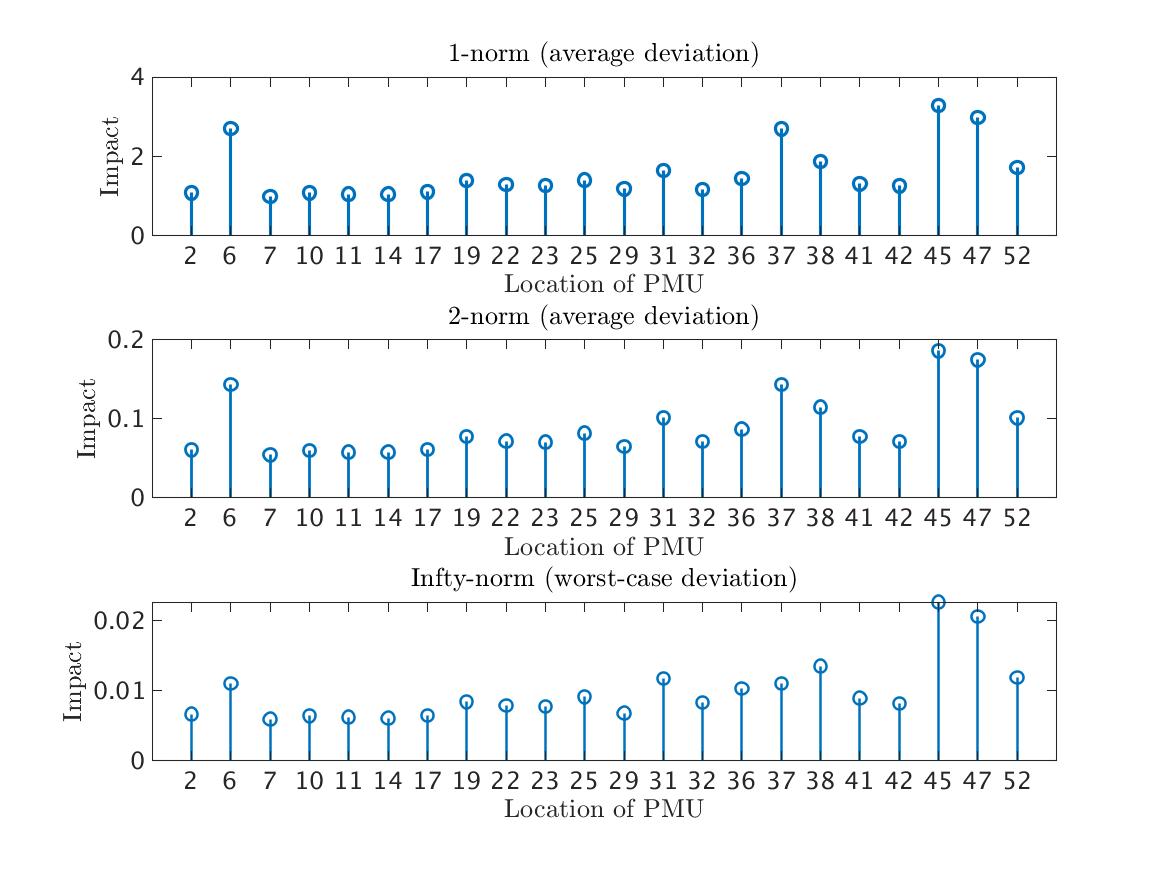 1-norm (average deviation)
4
2
0
Impact
2 6 7 10 11 14 17 19 22 23 25 29 31 32 36 37 38 41 42 45 47 52
Location of PMU
2-norm (average deviation)
0.2
0.1
0
Impact
2 6 7 10 11 14 17 19 22 23 25 29 31 32 36 37 38 41 42 45 47 52
Location of PMU
Infty-norm (worst-case deviation)
0.02
0.01
0
Impact
2 6 7 10 11 14 17 19 22 23 25 29 31 32 36 37 38 41 42 45 47 52
Location of PMU